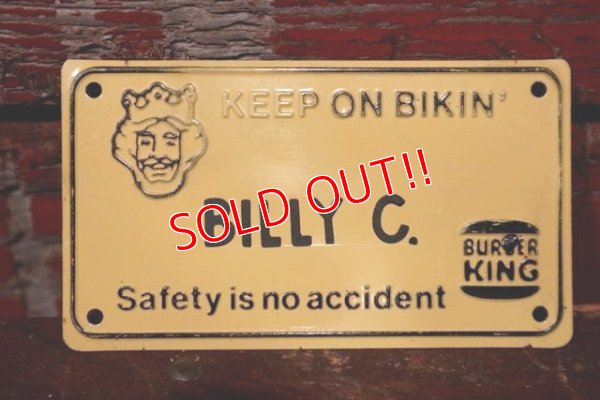 KEEP ON BIKIN'
BILLY C.
SOLD OUT!!
BURGER
KING
Safety is no accident